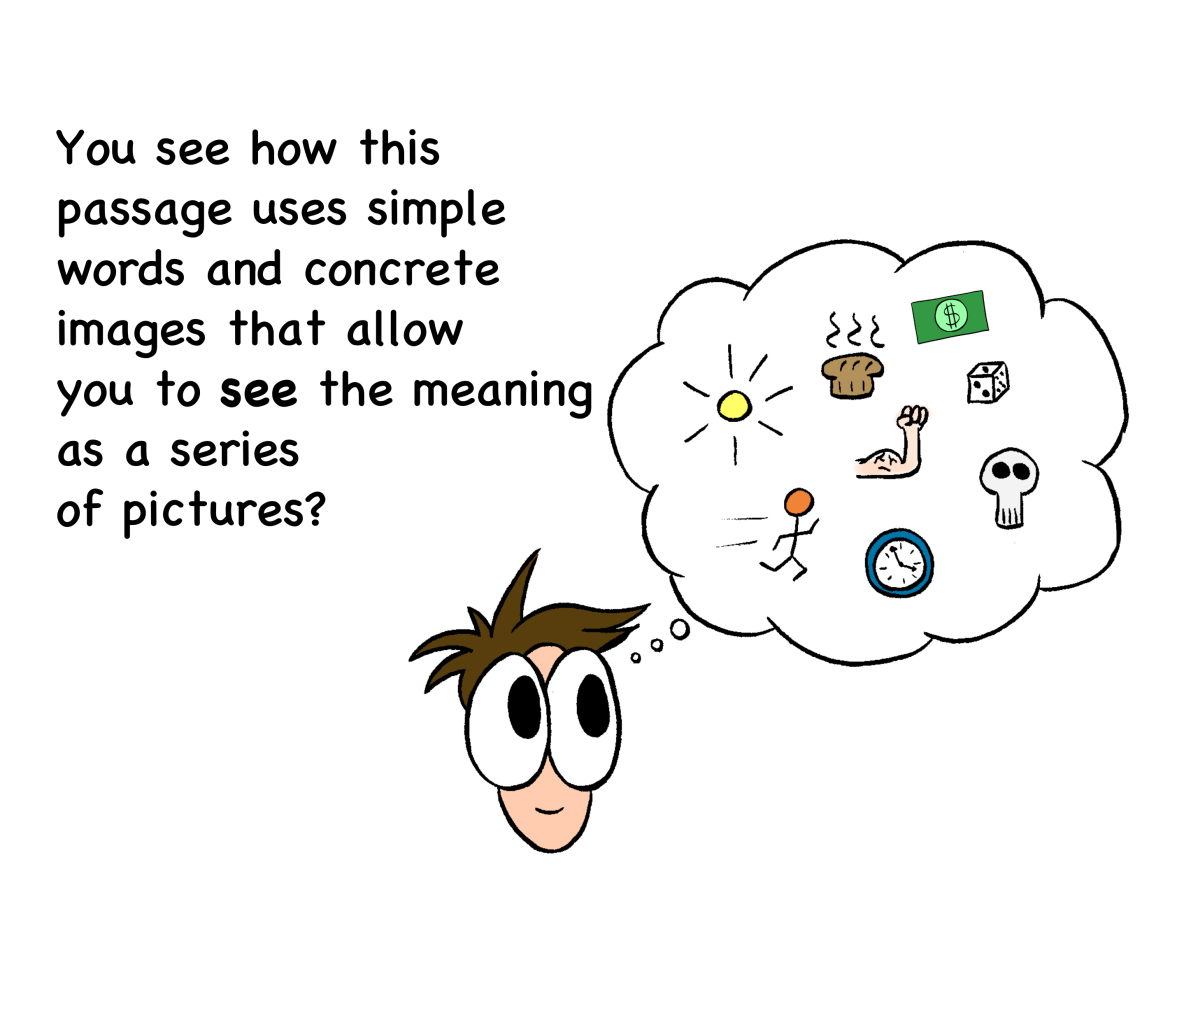 You see how this
passage uses simple
words and concrete
images that allow
you to see the meaning
as a series
of pictures?
$